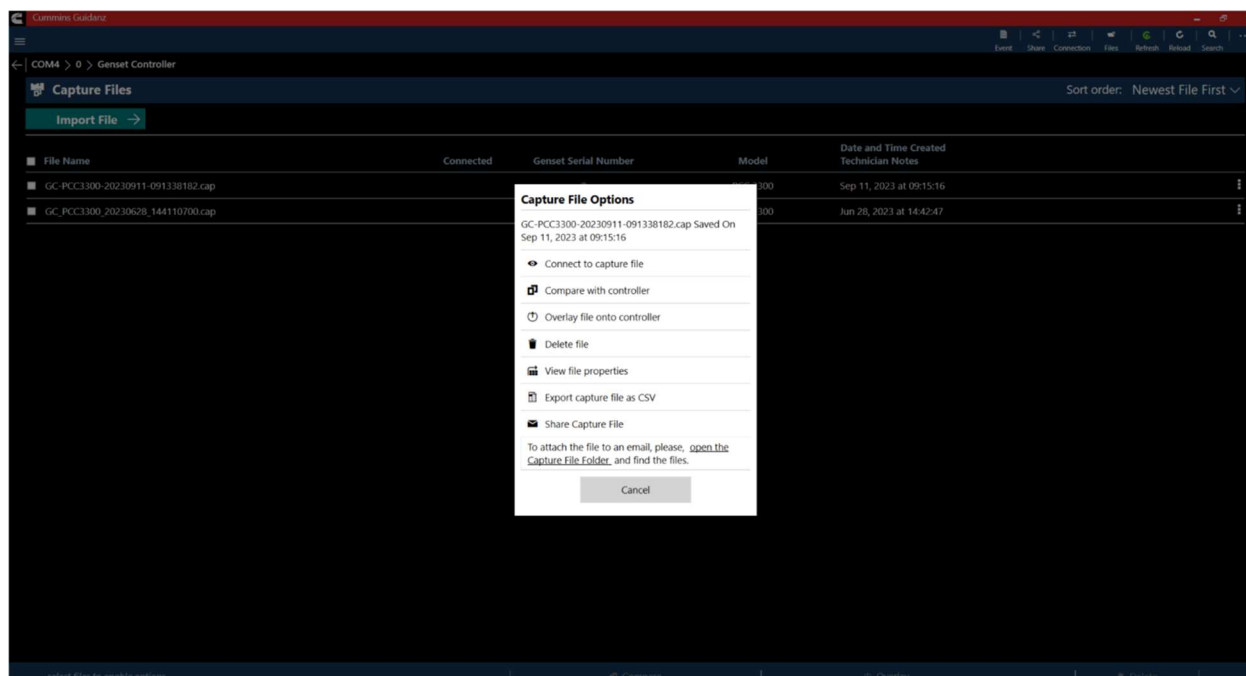 Cummins Guidanz
Event Share Connection Files Refresh Reload Search
COM4 > 0 > Genset Controller
Capture Files
Sort order: Newest File First
Import File →
File Name Connected Genset Serial Number Model Date and Time Created
Technician Notes
GC-PCC3300-20230911-091338182.cap 300 Sep 11, 2023 at 09:15:16
GC_PCC3300_20230628_144110700.cap 300 Jun 28, 2023 at 14:42:47
Capture File Options
GC-PCC3300-20230911-091338182.cap Saved On
Sep 11, 2023 at 09:15:16
Connect to capture file
Compare with controller
Overlay file onto controller
Delete file
View file properties
Export capture file as CSV
Share Capture File
To attach the file to an email, please, open the
Capture File Folder and find the files.
Cancel